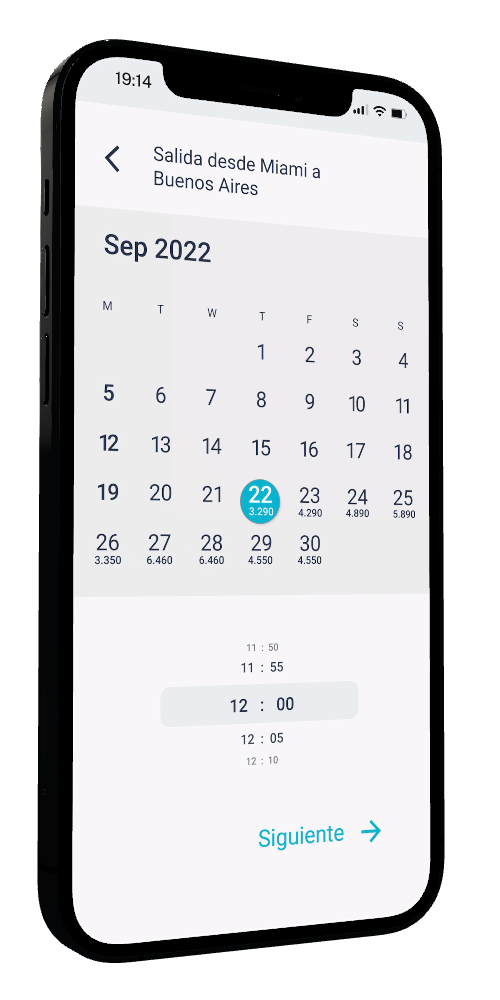 19:14
Salida desde Miami a
Buenos Aires
Sep 2022
M T W T F S S
1 2 3 4
5 6 7 8 9 10 11
12 13 14 15 16 17 18
19 20 21 22 23 24 25
3.290 4.290 4.890 5.890
26 27 28 29 30
3.350 6.460 6.460 4.550 4.550
11 : 50
11 : 55
12 : 00
12 : 05
12 : 10
Siguiente →